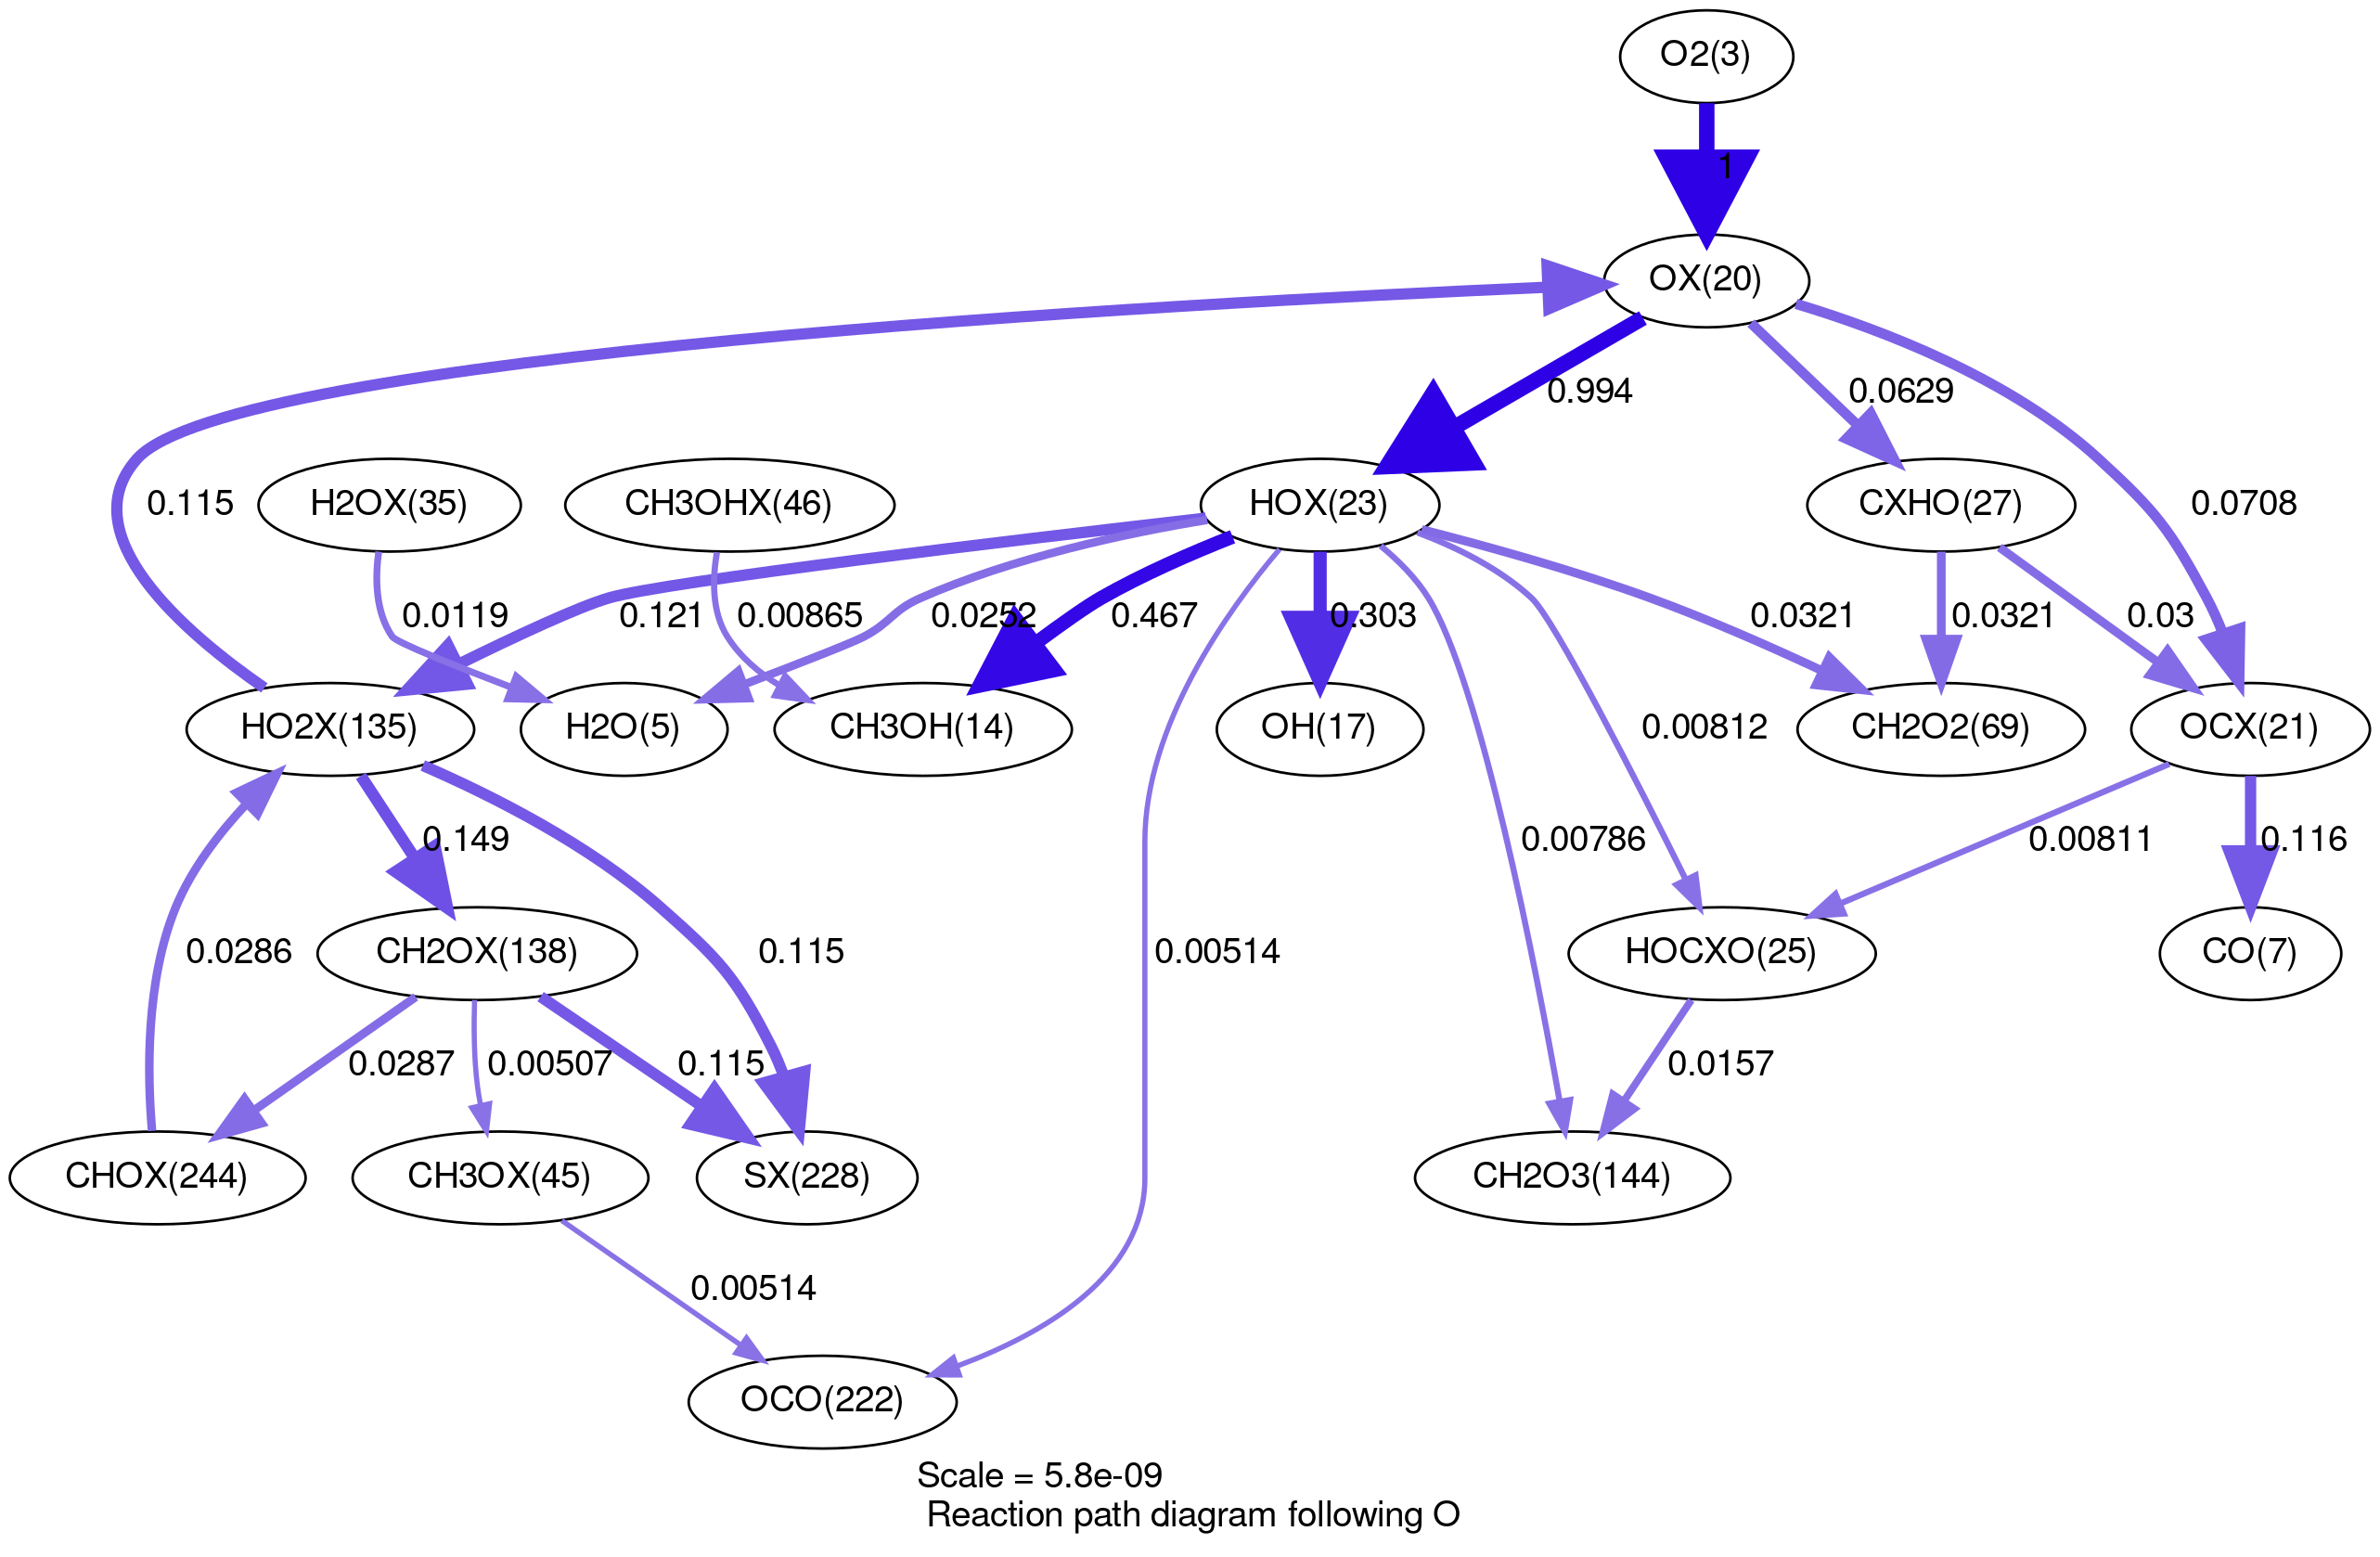 O2(3)
1
OX(20)
0.994
0.0629
0.115
H2OX(35)
CH3OHX(46)
HOX(23)
CXHO(27)
0.0708
0.0119
0.121
0.00865
0.0252
0.467
0.303
0.0321
0.0321
0.03
HO2X(135)
H2O(5)
CH3OH(14)
OH(17)
0.00812
CH2O2(69)
OCX(21)
0.149
0.00786
0.00811
0.116
0.0286
CH2OX(138)
0.115
0.00514
HOCXO(25)
CO(7)
0.0287
0.00507
0.115
0.0157
CHOX(244)
CH3OX(45)
SX(228)
CH2O3(144)
0.00514
OCO(222)
Scale = 5.8e-09
Reaction path diagram following O